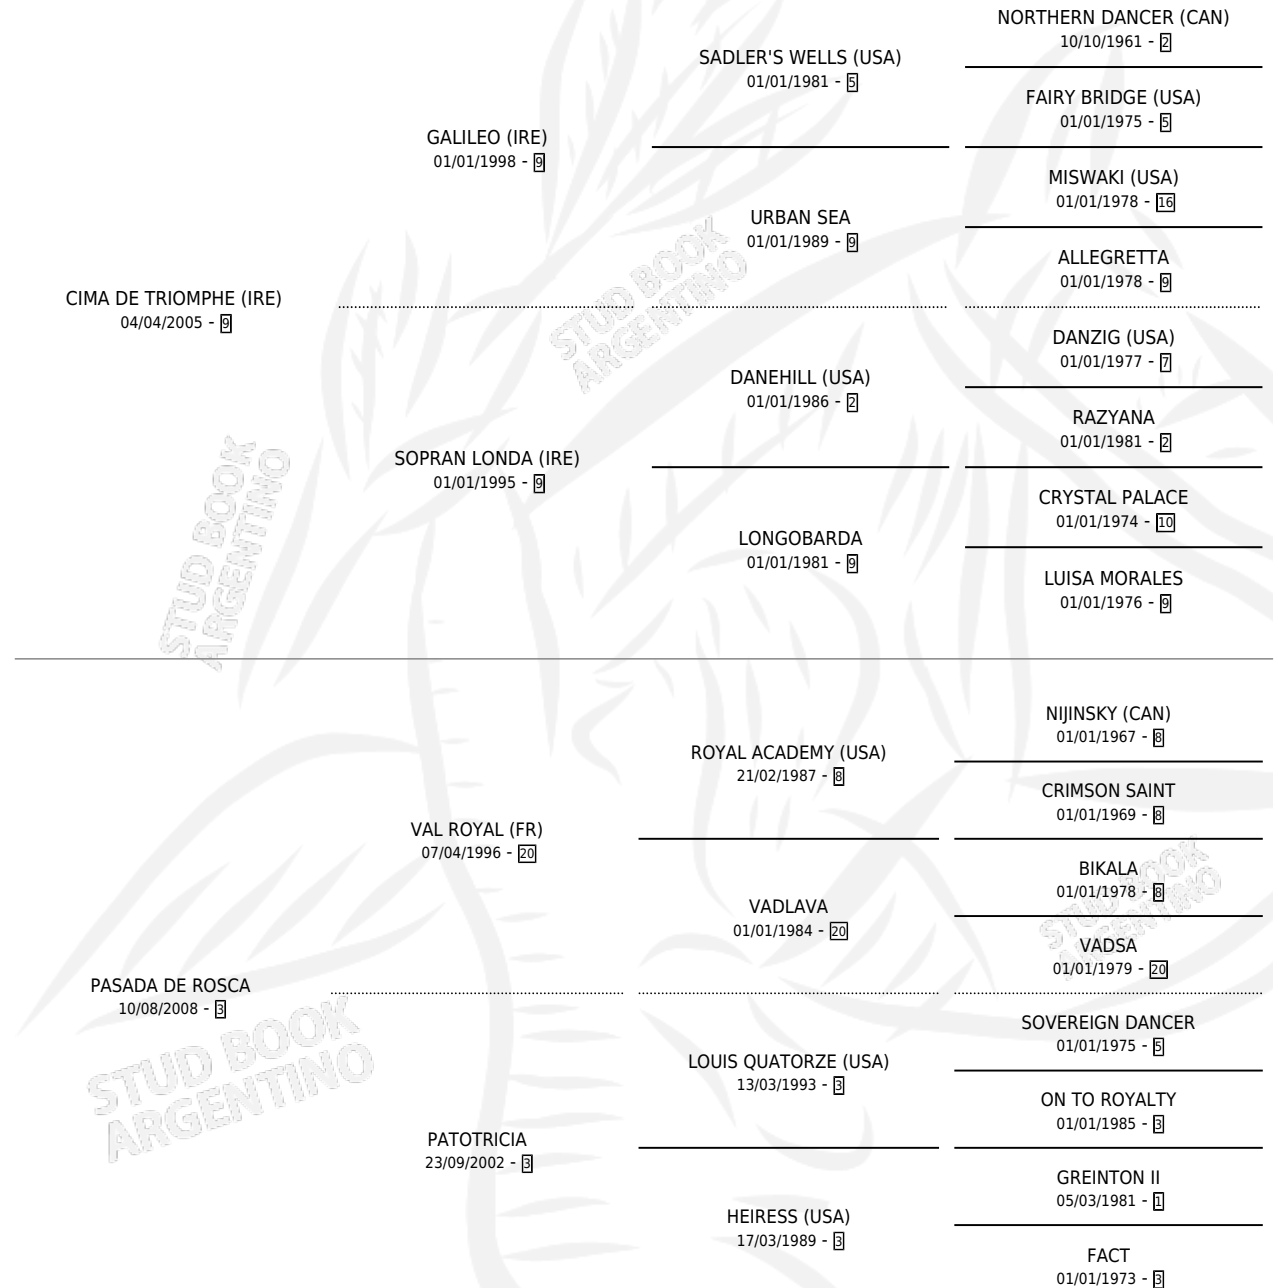 NORTHERN DANCER (CAN)
10/10/1961 - 2
SADLER'S WELLS (USA)
01/01/1981 - 5
FAIRY BRIDGE (USA)
01/01/1975 - 5
GALILEO (IRE)
01/01/1998 - 9
MISWAKI (USA)
01/01/1978 - 16
URBAN SEA
01/01/1989 - 9
ALLEGRETTA
01/01/1978 - 9
CIMA DE TRIOMPHE (IRE)
04/04/2005 - 9
STUD BOOK
ARGENTINO
DANZIG (USA)
01/01/1977 - 7
DANEHILL (USA)
01/01/1986 - 2
RAZYANA
01/01/1981 - 2
SOPRAN LONDA (IRE)
01/01/1995 - 9
CRYSTAL PALACE
01/01/1974 - 10
LONGOBARDA
01/01/1981 - 9
LUISA MORALES
01/01/1976 - 9
STUD BOOK
ARGENTINO
NIJINSKY (CAN)
01/01/1967 - 8
ROYAL ACADEMY (USA)
21/02/1987 - 8
CRIMSON SAINT
01/01/1969 - 8
VAL ROYAL (FR)
07/04/1996 - 20
BIKALA
01/01/1978 - 8
VADLAVA
01/01/1984 - 20
STUD BOOK
ARGENTINO
VADSA
01/01/1979 - 20
PASADA DE ROSCA
10/08/2008 - 3
STUD BOOK
ARGENTINO
SOVEREIGN DANCER
01/01/1975 - 5
LOUIS QUATORZE (USA)
13/03/1993 - 3
ON TO ROYALTY
01/01/1985 - 3
PATOTRICIA
23/09/2002 - 3
GREINTON II
05/03/1981 - 1
HEIRESS (USA)
17/03/1989 - 3
FACT
01/01/1973 - 3